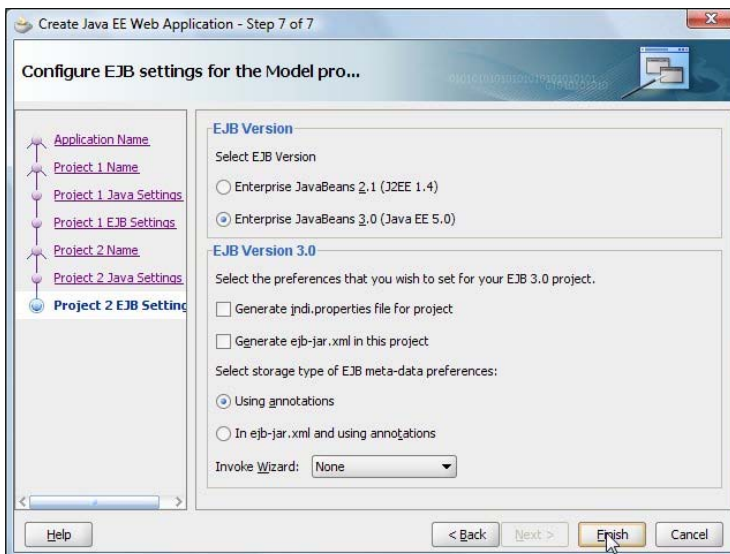 Create Java EE Web Application - Step 7 of 7
Configure EJB settings for the Model pro...
Application Name
Project 1 Name
Project 1 Java Settings
Project 1 EJB Settings
Project 2 Name
Project 2 Java Settings
Project 2 EJB Setting
EJB Version
Select EJB Version
Enterprise JavaBeans 2.1 (J2EE 1.4)
Enterprise JavaBeans 3.0 (Java EE 5.0)
EJB Version 3.0
Select the preferences that you wish to set for your EJB 3.0 project.
Generate jndi.properties file for project
Generate ejb-jar.xml in this project
Select storage type of EJB meta-data preferences:
Using annotations
In ejb-jar.xml and using annotations
Invoke Wizard: None
Help
< Back
Next >
Finish
Cancel